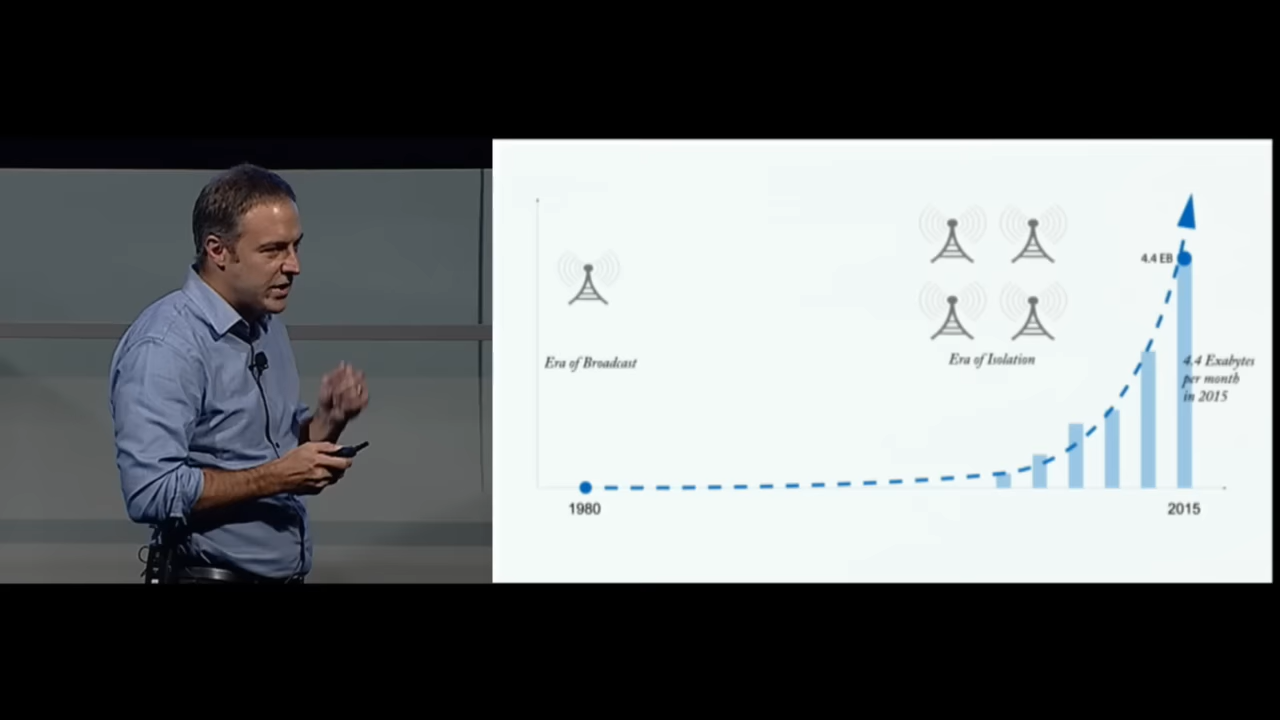 Era of Broadcast
Era of Isolation
4.4 EB
4.4 Exabytes
per month
in 2015
1980
2015